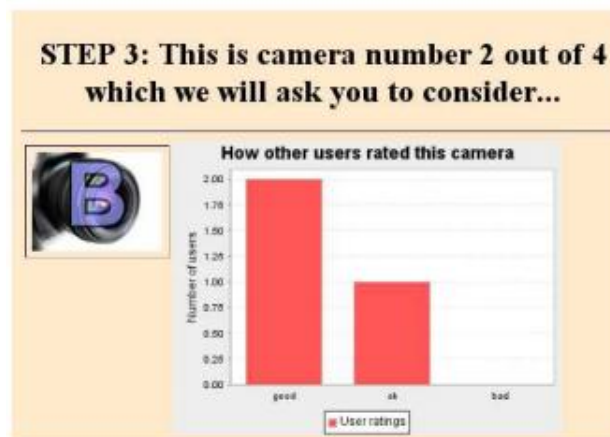 STEP 3: This is camera number 2 out of 4
which we will ask you to consider...
B
How other users rated this camera
Number of users
2.00
1.75
1.50
1.25
1.00
0.75
0.50
0.25
0.00
good
ok
bad
User ratings